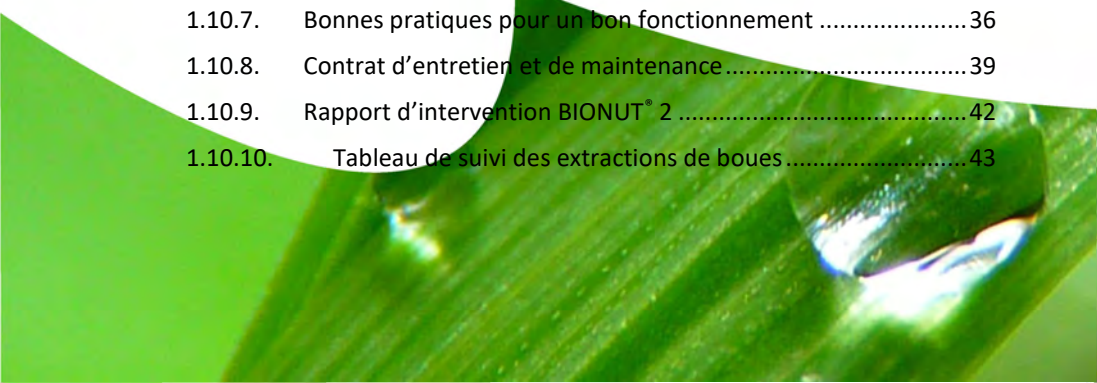 1.10.7. Bonnes pratiques pour un bon fonctionnement ...................... 36
1.10.8. Contrat d’entretien et de maintenance ................................... 39
1.10.9. Rapport d’intervention BIONUT® 2 .......................................... 42
1.10.10. Tableau de suivi des extractions de boues .......................... 43